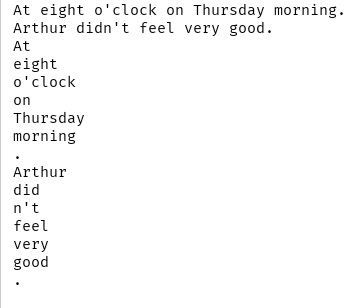 At eight o'clock on Thursday morning.
Arthur didn't feel very good.
At
eight
o'clock
on
Thursday
morning
.
Arthur
did
n't
feel
very
good
.